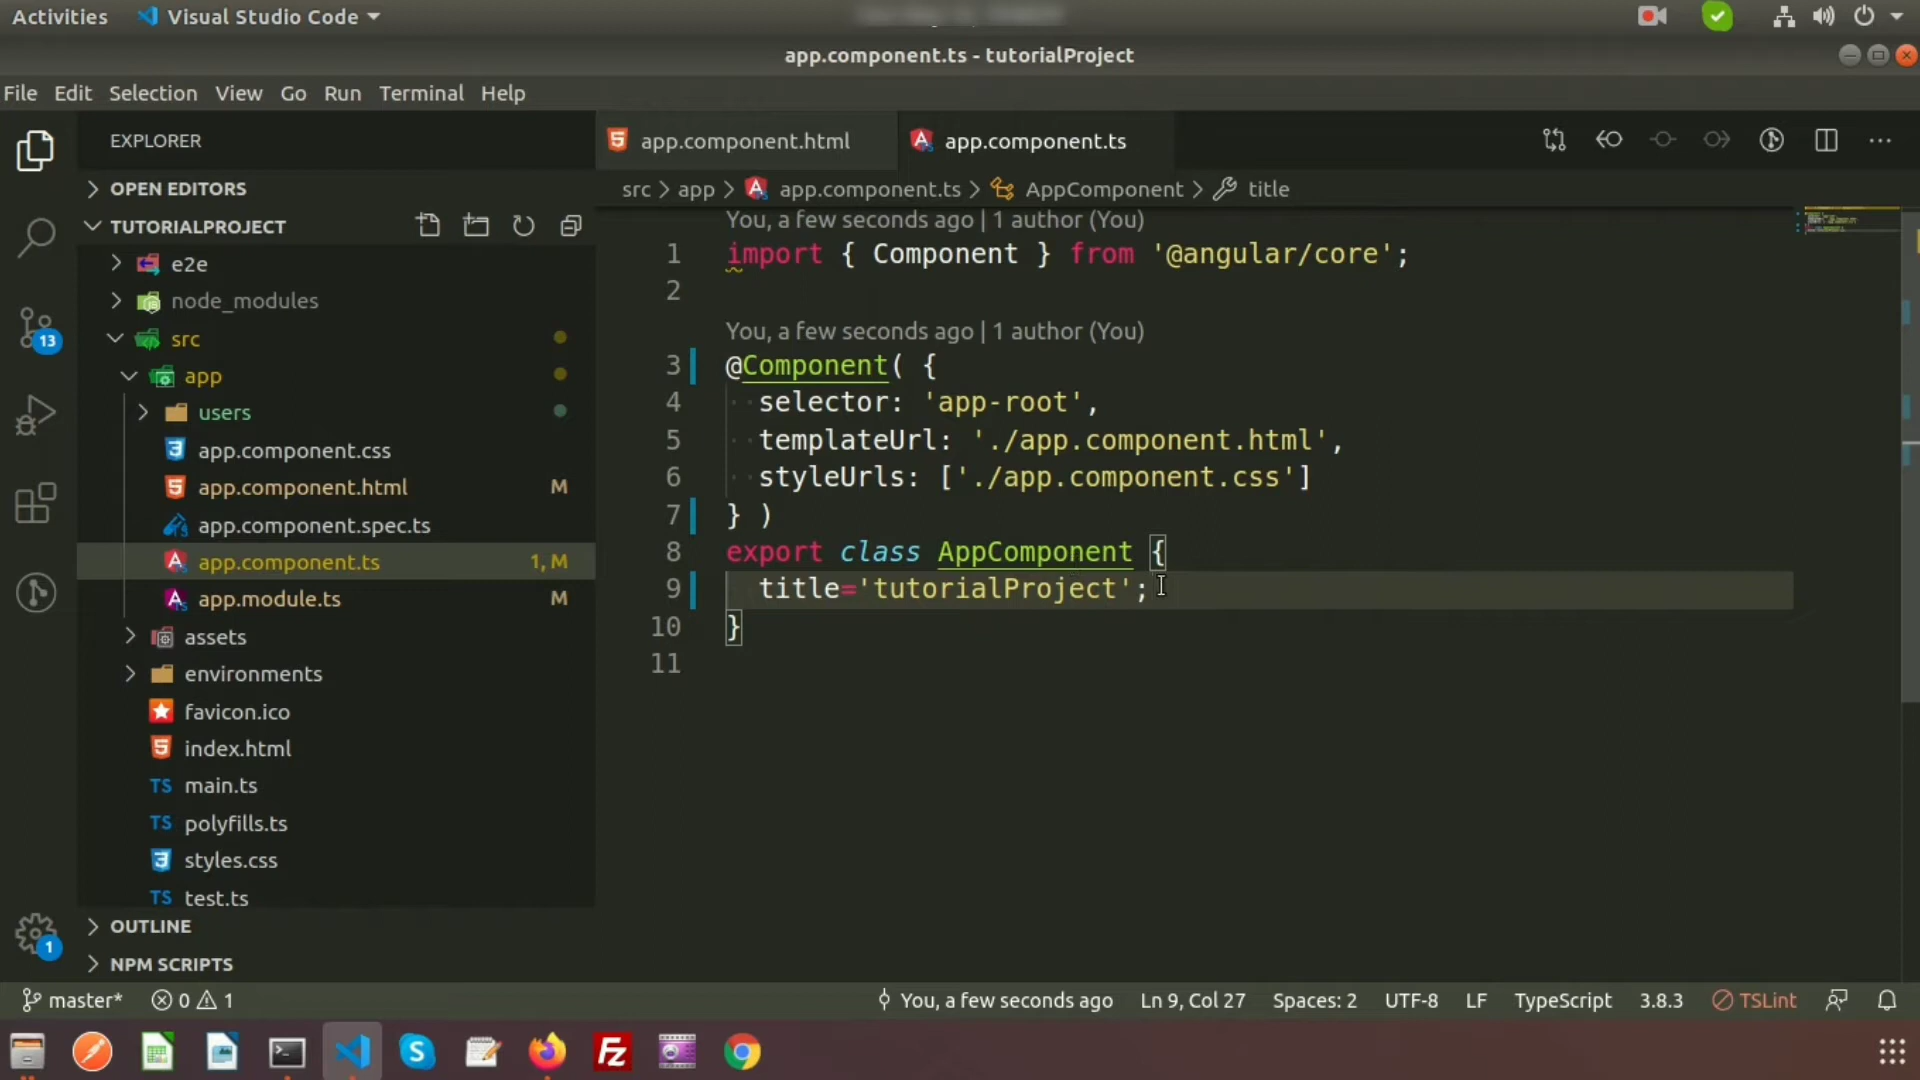 Activities
Visual Studio Code
app.component.ts - tutorialProject
File Edit Selection View Go Run Terminal Help
EXPLORER
OPEN EDITORS
TUTORIALPROJECT
e2e
node_modules
src
app
users
app.component.css
app.component.html M
app.component.spec.ts
app.component.ts 1, M
app.module.ts M
assets
environments
favicon.ico
index.html
TS main.ts
TS polyfills.ts
styles.css
TS test.ts
OUTLINE
NPM SCRIPTS
13
1
app.component.html
app.component.ts
src > app > app.component.ts > AppComponent > title
You, a few seconds ago | 1 author (You)
1 import { Component } from '@angular/core';
2
You, a few seconds ago | 1 author (You)
3 @Component( {
4 selector: 'app-root',
5 templateUrl: './app.component.html',
6 styleUrls: ['./app.component.css']
7 } )
8 export class AppComponent {
9 title='tutorialProject';
10 }
11
master* 0 1
You, a few seconds ago Ln 9, Col 27 Spaces: 2 UTF-8 LF TypeScript 3.8.3 TSLint